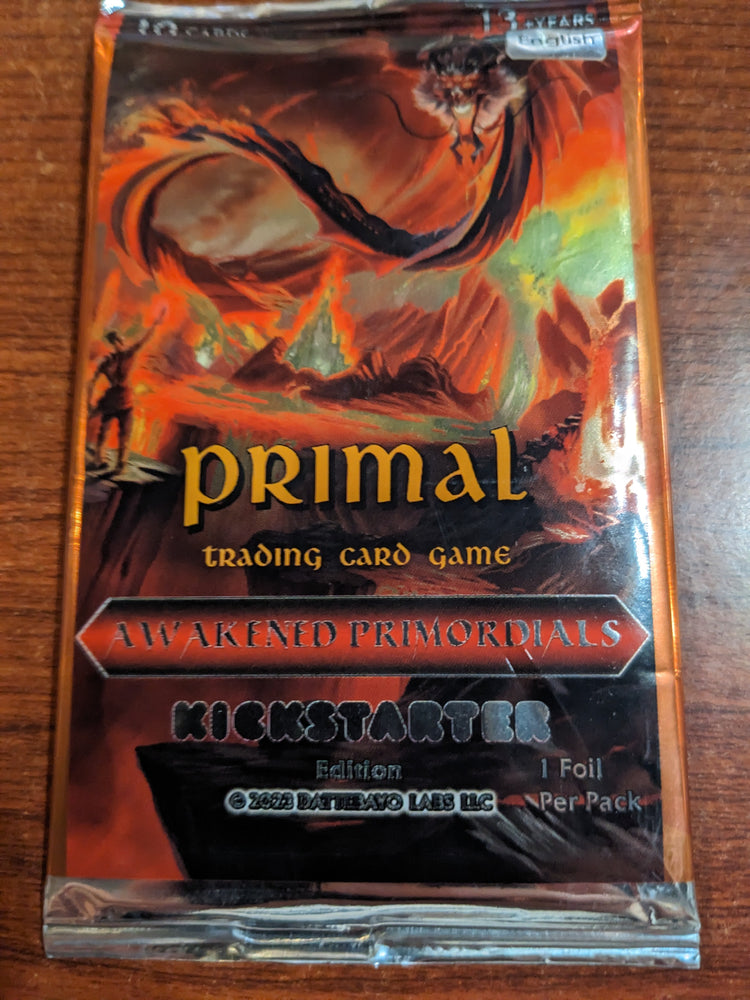 10 CARDS
13+ YEARS
English
PRIMAL
TRADING CARD GAME
AWAKENED PRIMORDIALS
KICKSTARTER
Edition
1 Foil
Per Pack
© 2023 DATTEBAYO LABS LLC